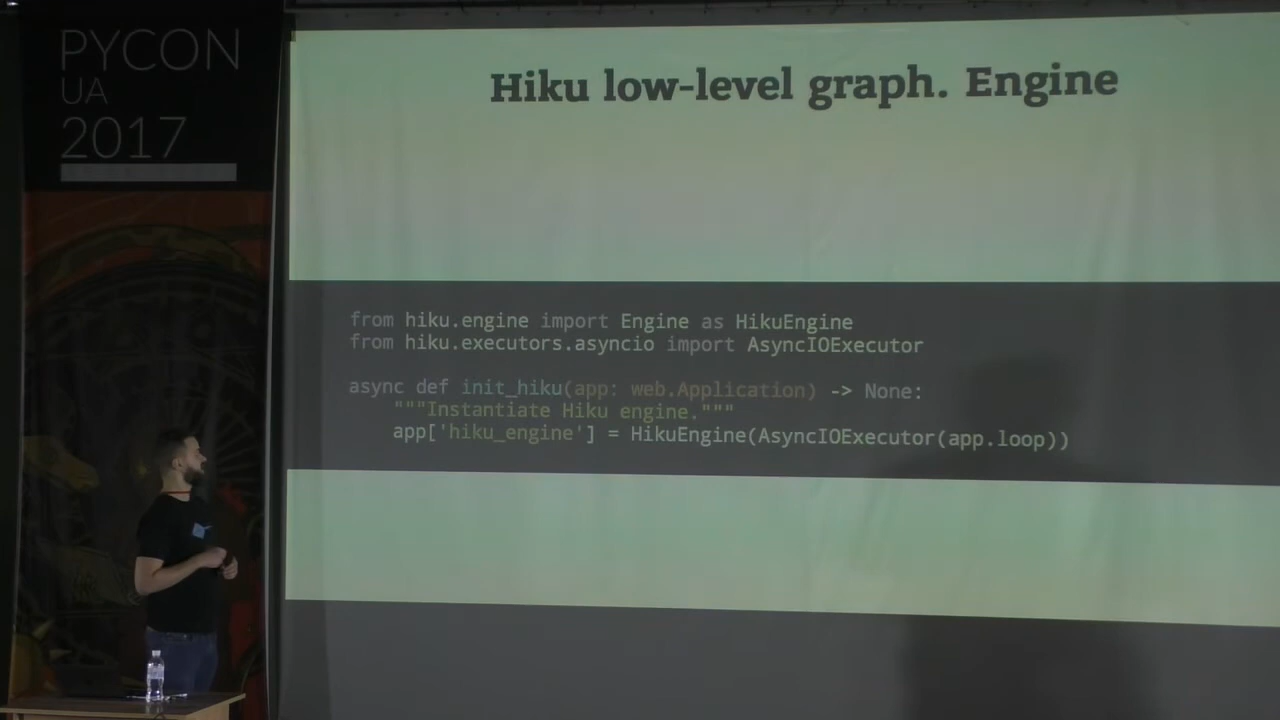 PYCON
UA
2017
Hiku low-level graph. Engine
from hiku.engine import Engine as HikuEngine
from hiku.executors.asyncio import AsyncIOExecutor
async def init_hiku(app: web.Application) -> None:
    """Instantiate Hiku engine."""
    app['hiku_engine'] = HikuEngine(AsyncIOExecutor(app.loop))